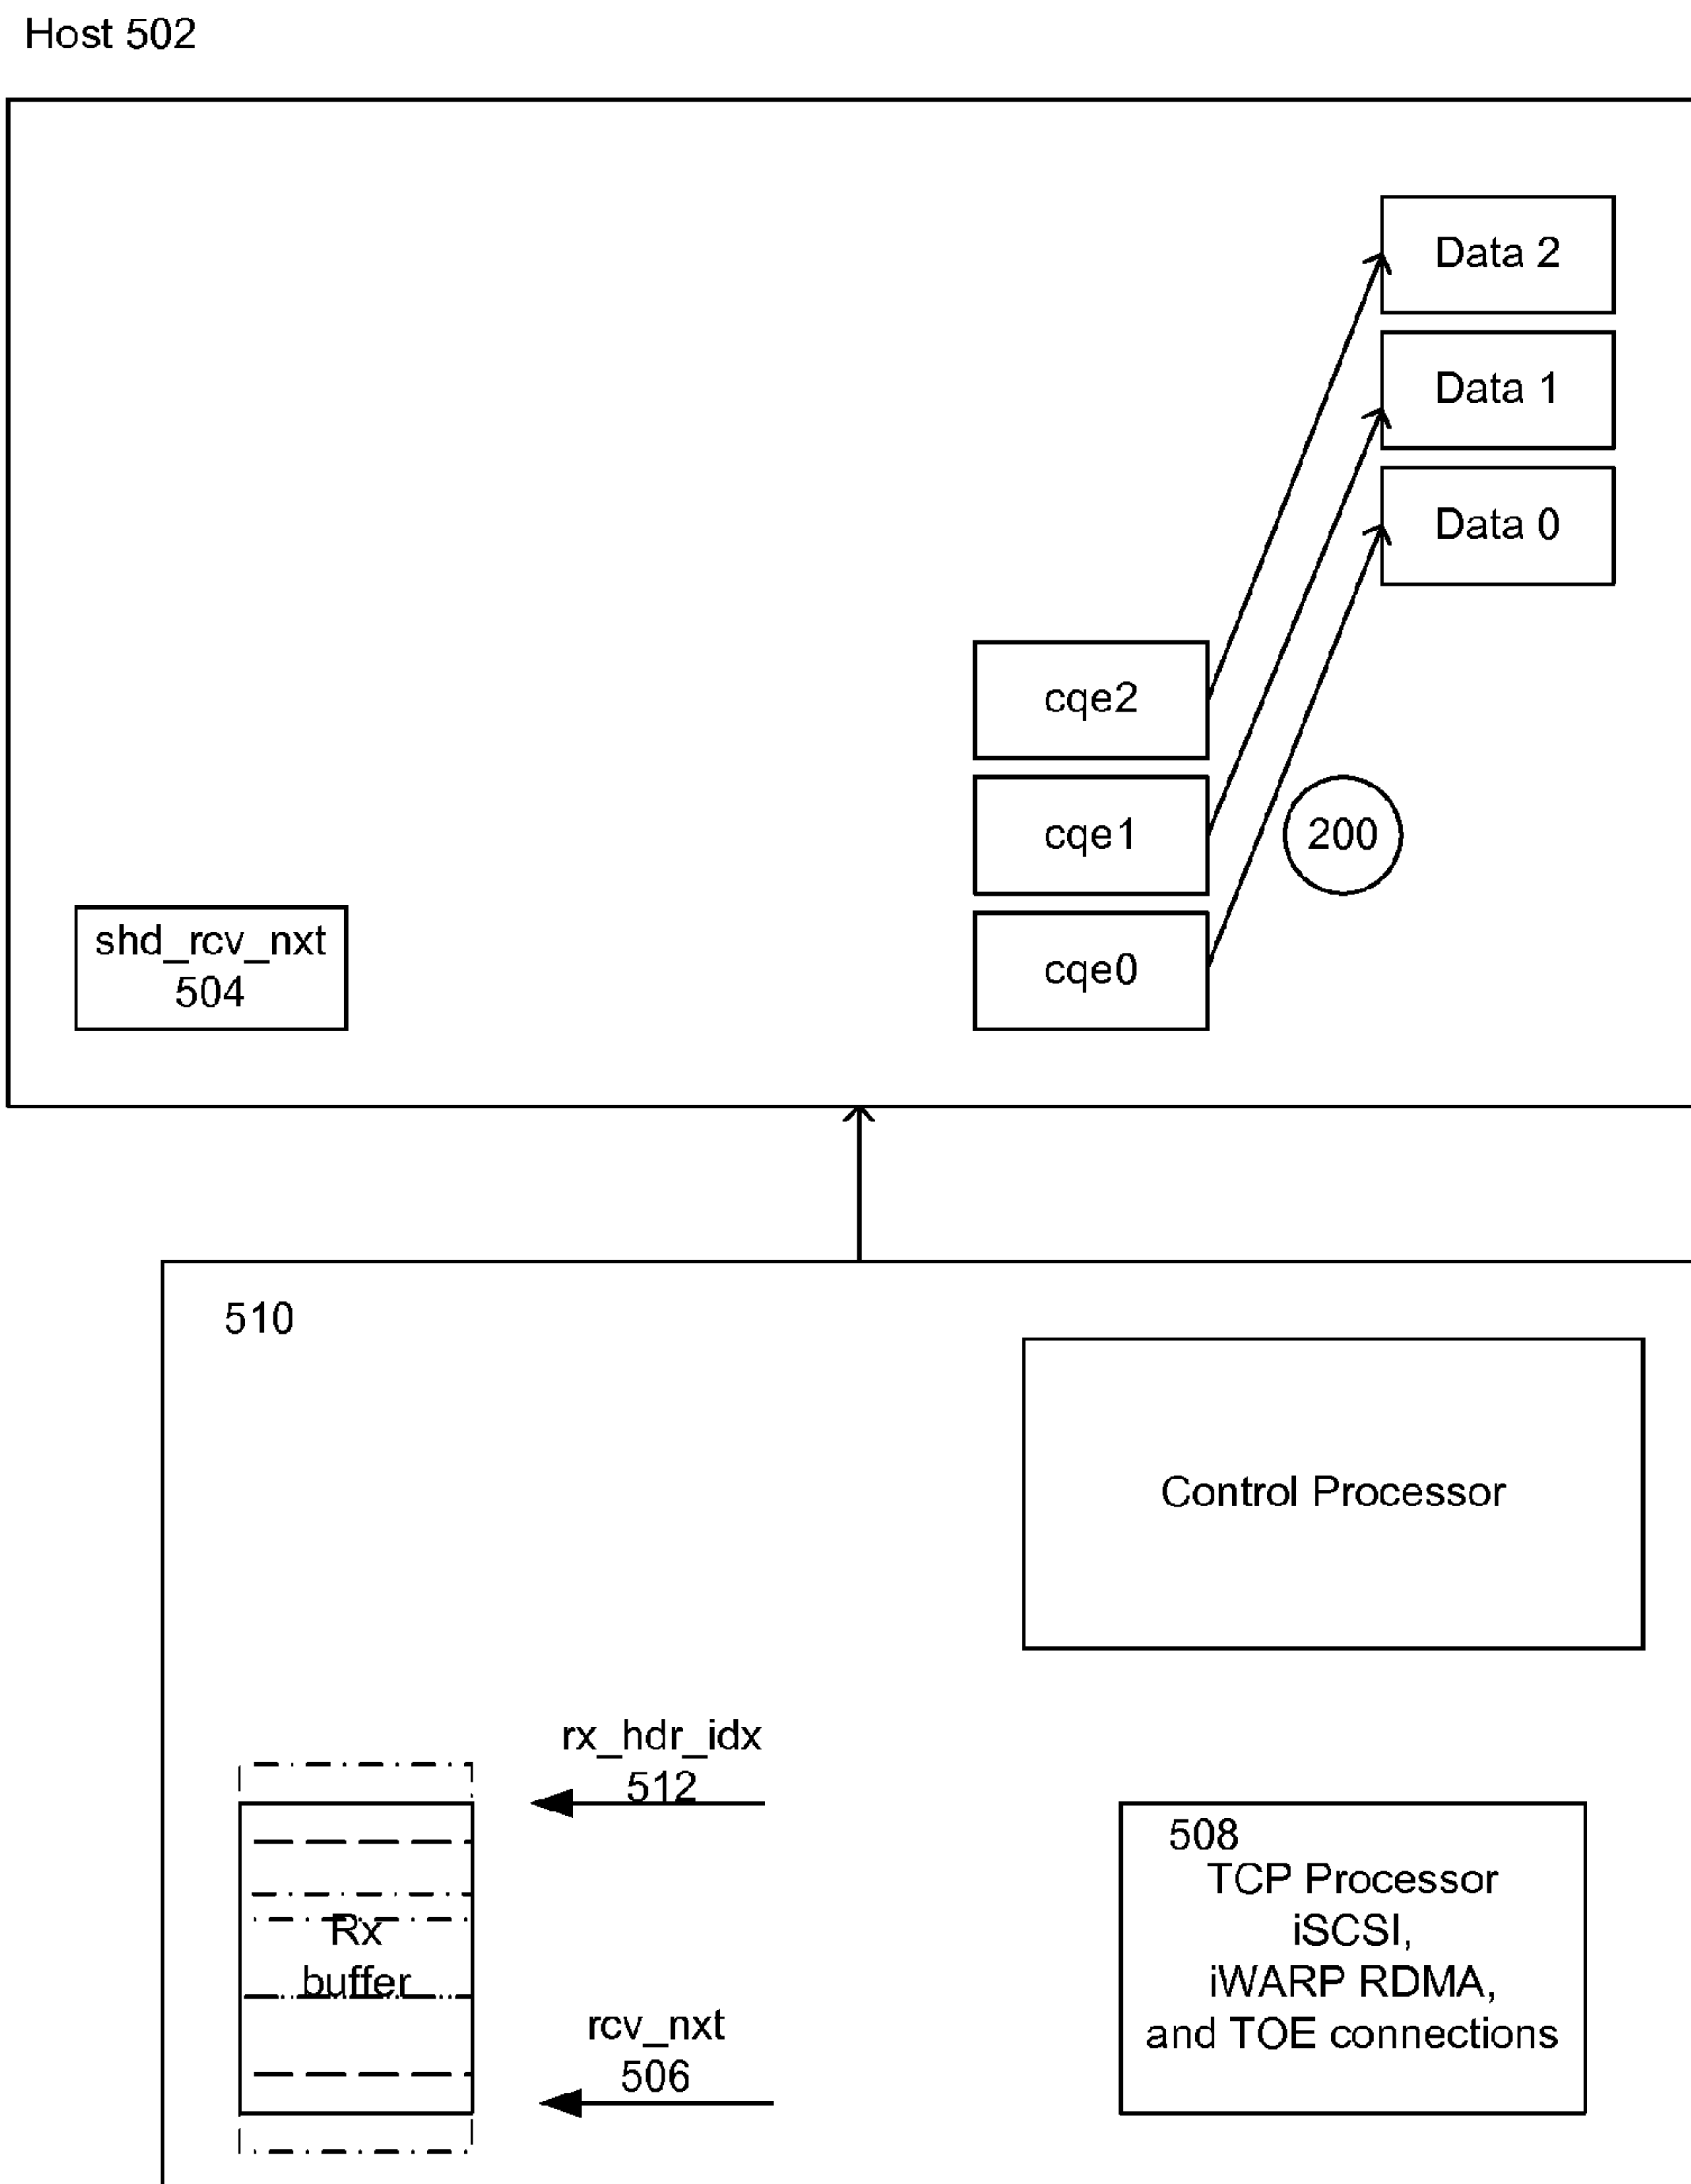 Host 502
Data 2
Data 1
Data 0
cqe2
cqe1
200
cqe0
shd_rcv_nxt
504
510
Control Processor
rx_hdr_idx
512
Rx
buffer
rcv_nxt
506
508
TCP Processor
iSCSI,
iWARP RDMA,
and TOE connections